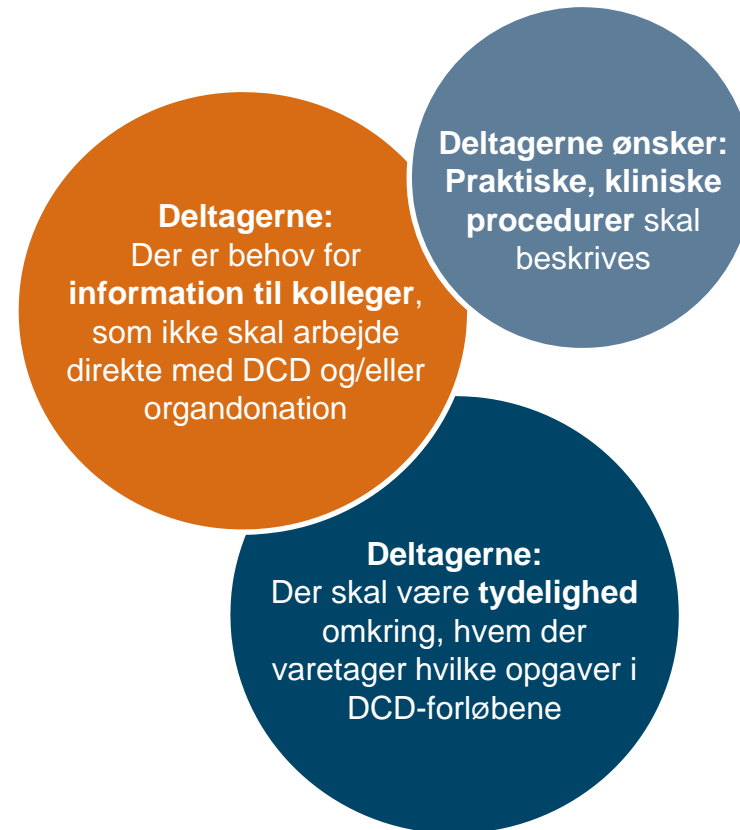 Deltagerne ønsker:
Praktiske, kliniske
procedurer skal
beskrives
Deltagerne:
Der er behov for
information til kolleger,
som ikke skal arbejde
direkte med DCD og/eller
organdonation
Deltagerne:
Der skal være tydelighed
omkring, hvem der
varetager hvilke opgaver i
DCD-forløbene